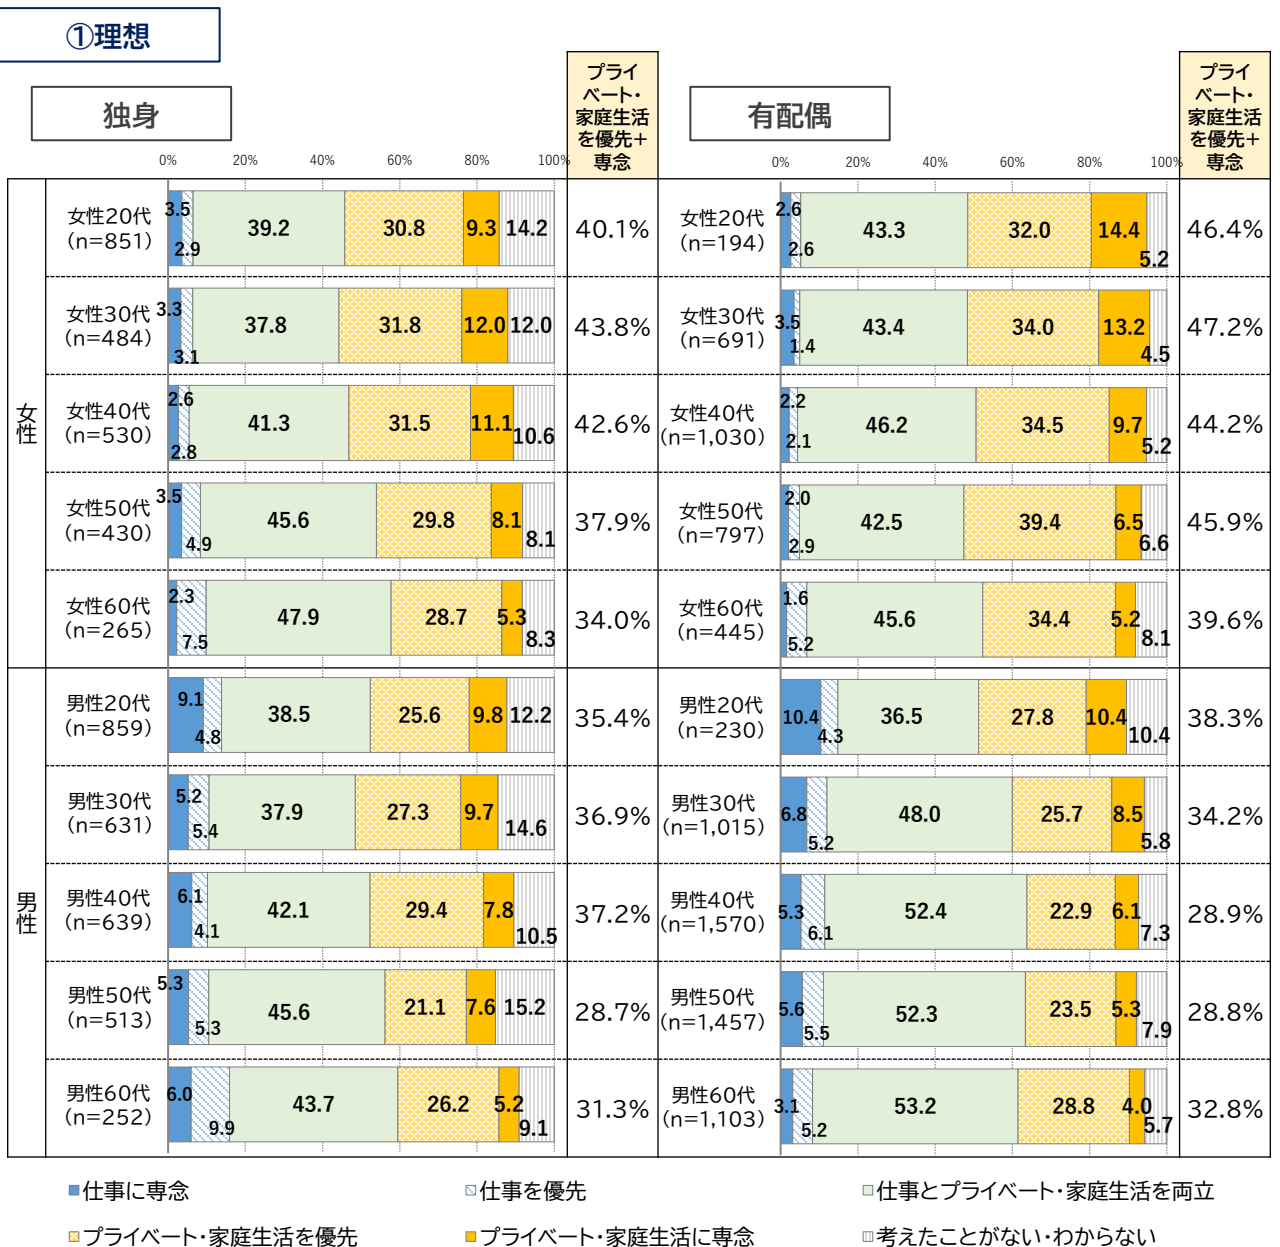 ①理想
独身
プライ
ベート・
家庭生活
を優先+
専念
有配偶
プライ
ベート・
家庭生活
を優先+
専念
0% 20% 40% 60% 80% 100%
0% 20% 40% 60% 80% 100%
女性
女性20代
(n=851)
3.5 2.9 39.2 30.8 9.3 14.2 40.1%
女性20代
(n=194)
2.6 2.6 43.3 32.0 14.4 5.2 46.4%
女性30代
(n=484)
3.3 3.1 37.8 31.8 12.0 12.0 43.8%
女性30代
(n=691)
3.5 1.4 43.4 34.0 13.2 4.5 47.2%
女性40代
(n=530)
2.6 2.8 41.3 31.5 11.1 10.6 42.6%
女性40代
(n=1,030)
2.2 2.1 46.2 34.5 9.7 5.2 44.2%
女性50代
(n=430)
3.5 4.9 45.6 29.8 8.1 8.1 37.9%
女性50代
(n=797)
2.0 2.9 42.5 39.4 6.5 6.6 45.9%
女性60代
(n=265)
2.3 7.5 47.9 28.7 5.3 8.3 34.0%
女性60代
(n=445)
1.6 5.2 45.6 34.4 5.2 8.1 39.6%
男性
男性20代
(n=859)
9.1 4.8 38.5 25.6 9.8 12.2 35.4%
男性20代
(n=230)
10.4 4.3 36.5 27.8 10.4 10.4 38.3%
男性30代
(n=631)
5.2 5.4 37.9 27.3 9.7 14.6 36.9%
男性30代
(n=1,015)
6.8 5.2 48.0 25.7 8.5 5.8 34.2%
男性40代
(n=639)
6.1 4.1 42.1 29.4 7.8 10.5 37.2%
男性40代
(n=1,570)
5.3 6.1 52.4 22.9 6.1 7.3 28.9%
男性50代
(n=513)
5.3 5.3 45.6 21.1 7.6 15.2 28.7%
男性50代
(n=1,457)
5.6 5.5 52.3 23.5 5.3 7.9 28.8%
男性60代
(n=252)
6.0 9.9 43.7 26.2 5.2 9.1 31.3%
男性60代
(n=1,103)
3.1 5.2 53.2 28.8 4.0 5.7 32.8%
仕事に専念 仕事を優先 仕事とプライベート・家庭生活を両立
プライベート・家庭生活を優先 プライベート・家庭生活に専念 考えたことがない・わからない